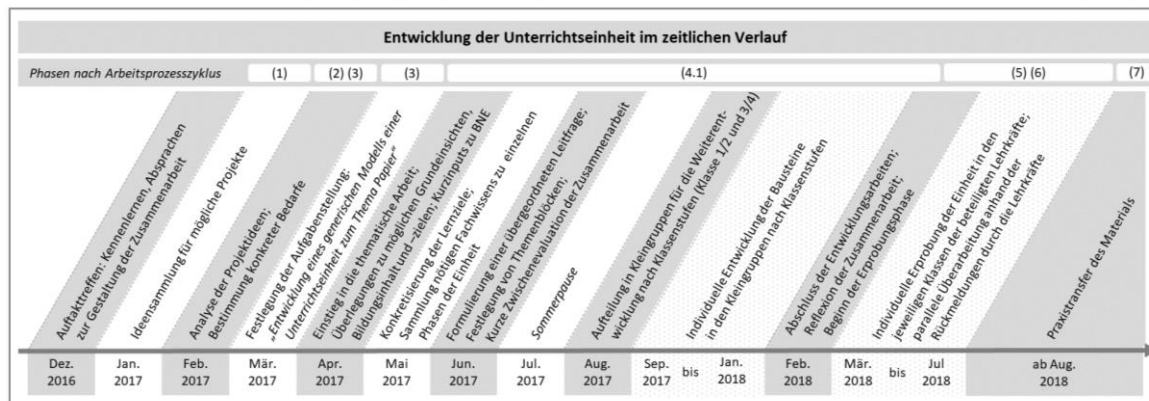 Entwicklung der Unterrichtseinheit im zeitlichen Verlauf
Phasen nach Arbeitsprozesszyklus
(1)
(2) (3)
(3)
(4.1)
(5) (6)
(7)
Auftakttreffen: Kennenlernen, Absprachen
zur Gestaltung der Zusammenarbeit
Ideensammlung für mögliche Projekte
Analyse der Projektideen;
Bestimmung konkreter Bedarfe
Festlegung der Aufgabenstellung:
„Entwicklung eines generischen Modells einer
Unterrichtseinheit zum Thema Papier“
Einstieg in die thematische Arbeit;
Überlegungen zu möglichen Grundeinsichten,
Bildungsinhalt und –zielen; Kurzinputs zu BNE
Konkretisierung der Lernziele;
Sammlung nötigen Fachwissens zu einzelnen
Phasen der Einheit
Formulierung einer übergeordneten Leitfrage;
Festlegung von Themenblöcken;
Kurze Zwischenevaluation der Zusammenarbeit
Sommerpause
Aufteilung in Kleingruppen für die Weiterent-
wicklung nach Klassenstufen (Klasse 1/2 und 3/4)
Individuelle Entwicklung der Bausteine
in den Kleingruppen nach Klassenstufen
Abschluss der Entwicklungsarbeiten;
Reflexion der Zusammenarbeit;
Beginn der Erprobungsphase
Individuelle Erprobung der Einheit in den
jeweiligen Klassen der beteiligten Lehrkräfte;
parallele Überarbeitung anhand der
Rückmeldungen durch die Lehrkräfte
Praxistransfer des Materials
Dez.
2016
Jan.
2017
Feb.
2017
Mär.
2017
Apr.
2017
Mai
2017
Jun.
2017
Jul.
2017
Aug.
2017
Sep.
2017
bis
Jan.
2018
Feb.
2018
Mär.
2018
bis
Jul
2018
ab Aug.
2018